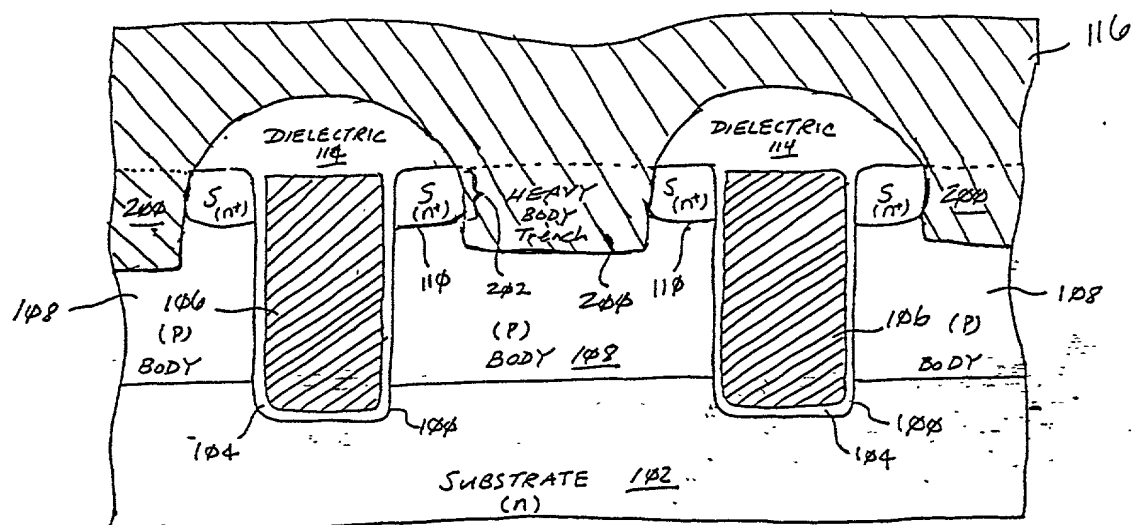 116
DIELECTRIC
114
DIELECTRIC
114
200
S
(n+)
S
(n+)
HEAVY
BODY
Trench
S
(n+)
S
(n+)
200
110
202
200
110
108
106
(P)
BODY
(P)
BODY 108
106
(P)
BODY
108
104
100
104
100
SUBSTRATE 102
(n)